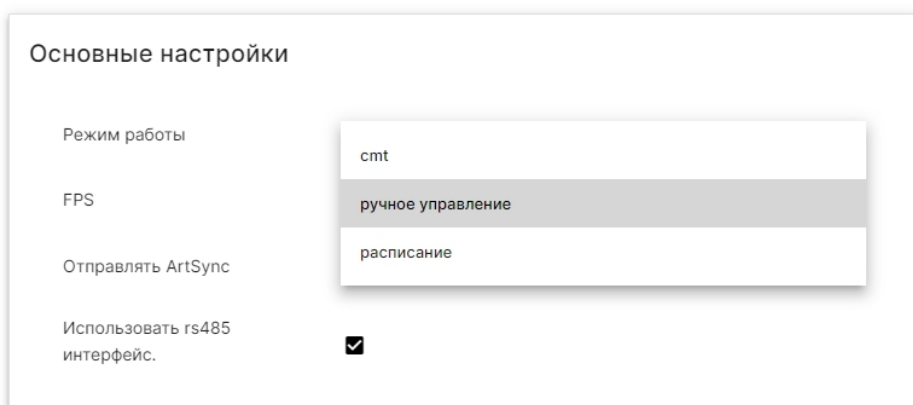 Основные настройки
Режим работы
cmt
FPS
ручное управление
расписание
Отправлять ArtSync
Использовать rs485
интерфейс.